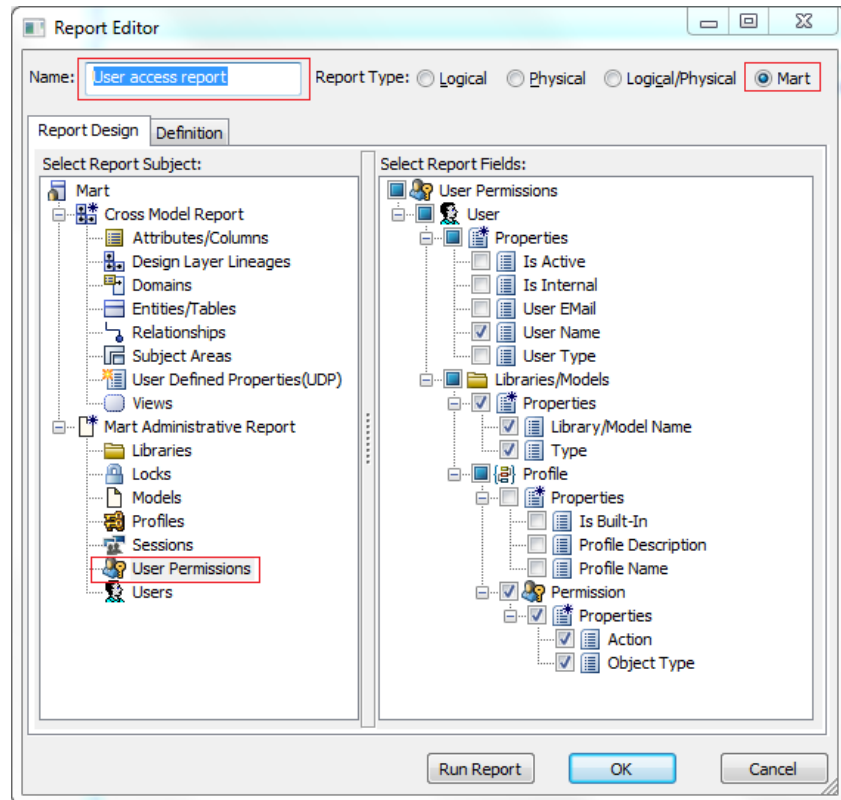 Report Editor
Name: User access report Report Type: Logical Physical Logical/Physical Mart
Report Design Definition
Select Report Subject:
Mart
Cross Model Report
Attributes/Columns
Design Layer Lineages
Domains
Entities/Tables
Relationships
Subject Areas
User Defined Properties(UDP)
Views
Mart Administrative Report
Libraries
Locks
Models
Profiles
Sessions
User Permissions
Users
Select Report Fields:
User Permissions
User
Properties
Is Active
Is Internal
User EMail
User Name
User Type
Libraries/Models
Properties
Library/Model Name
Type
Profile
Properties
Is Built-In
Profile Description
Profile Name
Permission
Properties
Action
Object Type
Run Report OK Cancel